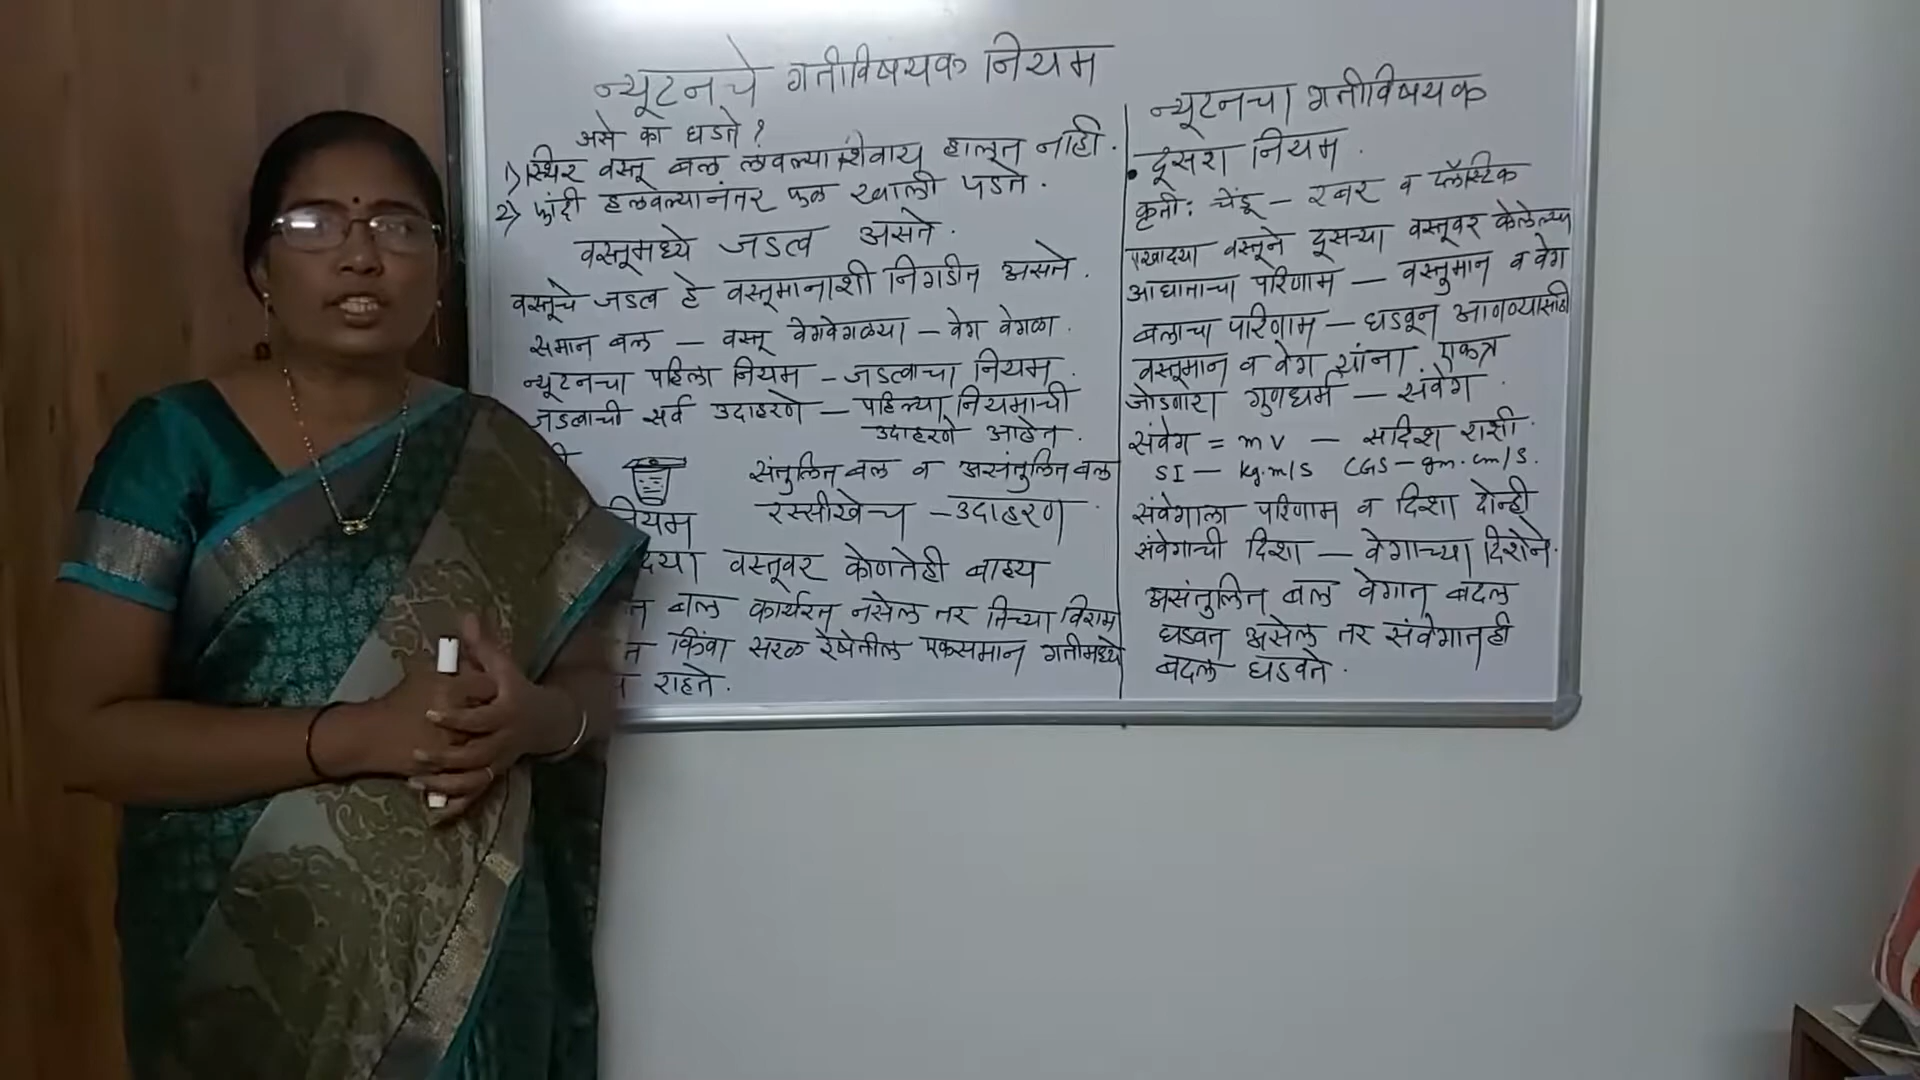 न्यूटनचे गतीविषयक नियम
असे का घडते?
1) स्थिर वस्तू बल लावल्याशिवाय हालत नाही.
2) फांदी हलवल्यानंतर फळ खाली पडते.
वस्तूमध्ये जडत्व असते.
वस्तूचे जडत्व हे वस्तूमानाशी निगडीत असते.
समान बल – वस्तू वेगवेगळ्या – वेग वेगळा.
न्यूटनचा पहिला नियम – जडत्वाचा नियम.
जडत्वाची सर्व उदाहरणे – पहिल्या नियमाची
उदाहरणे आहेत.
संतुलित बल व असंतुलित बल
रस्सीखेच – उदाहरण.
नियम
वस्तूवर कोणतेही बाह्य
बल कार्यरत नसेल तर तिच्या विराम
किंवा सरळ रेषेतील एकसमान गतीमध्ये
राहते.
न्यूटनचा गतीविषयक
दूसरा नियम.
कृती: चेंडू – रबर व प्लॅस्टिक
एखादया वस्तूने दूसऱ्या वस्तूवर केलेल्या
आघाताचा परिणाम – वस्तुमान व वेग
बलाचा परिणाम – घडवून आणण्यासाठी
वस्तूमान व वेग यांना एकत्र
जोडणारा गुणधर्म – संवेग.
संवेग = mv – सदिश राशी.
SI – kg.m/s CGS – gm.cm/s.
संवेगाला परिणाम व दिशा दोन्ही
संवेगाची दिशा – वेगाच्या दिशेने.
असंतुलित बल वेगात बदल
घडवत असेल तर संवेगातही
बदल घडवते.